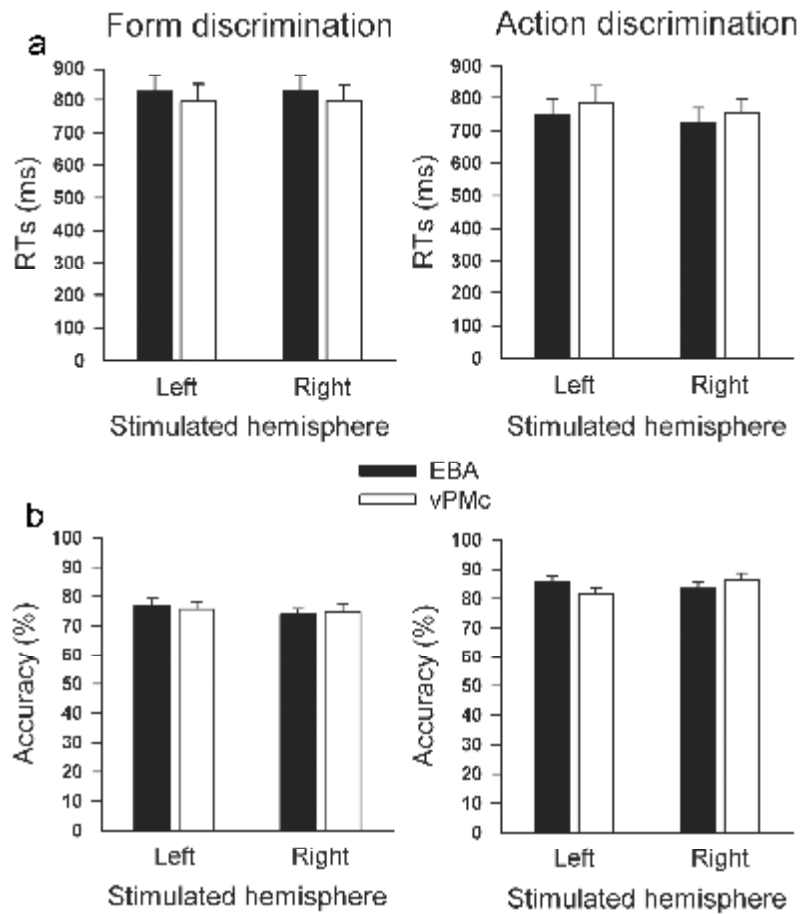 Form discrimination
Action discrimination
a
900
800
700
600
500
400
300
200
100
0
RTs (ms)
Left
Right
Stimulated hemisphere
900
800
700
600
500
400
300
200
100
0
RTs (ms)
Left
Right
Stimulated hemisphere
EBA
vPMc
b
100
90
80
70
60
50
40
30
20
10
0
Accuracy (%)
Left
Right
Stimulated hemisphere
100
90
80
70
60
50
40
30
20
10
0
Accuracy (%)
Left
Right
Stimulated hemisphere